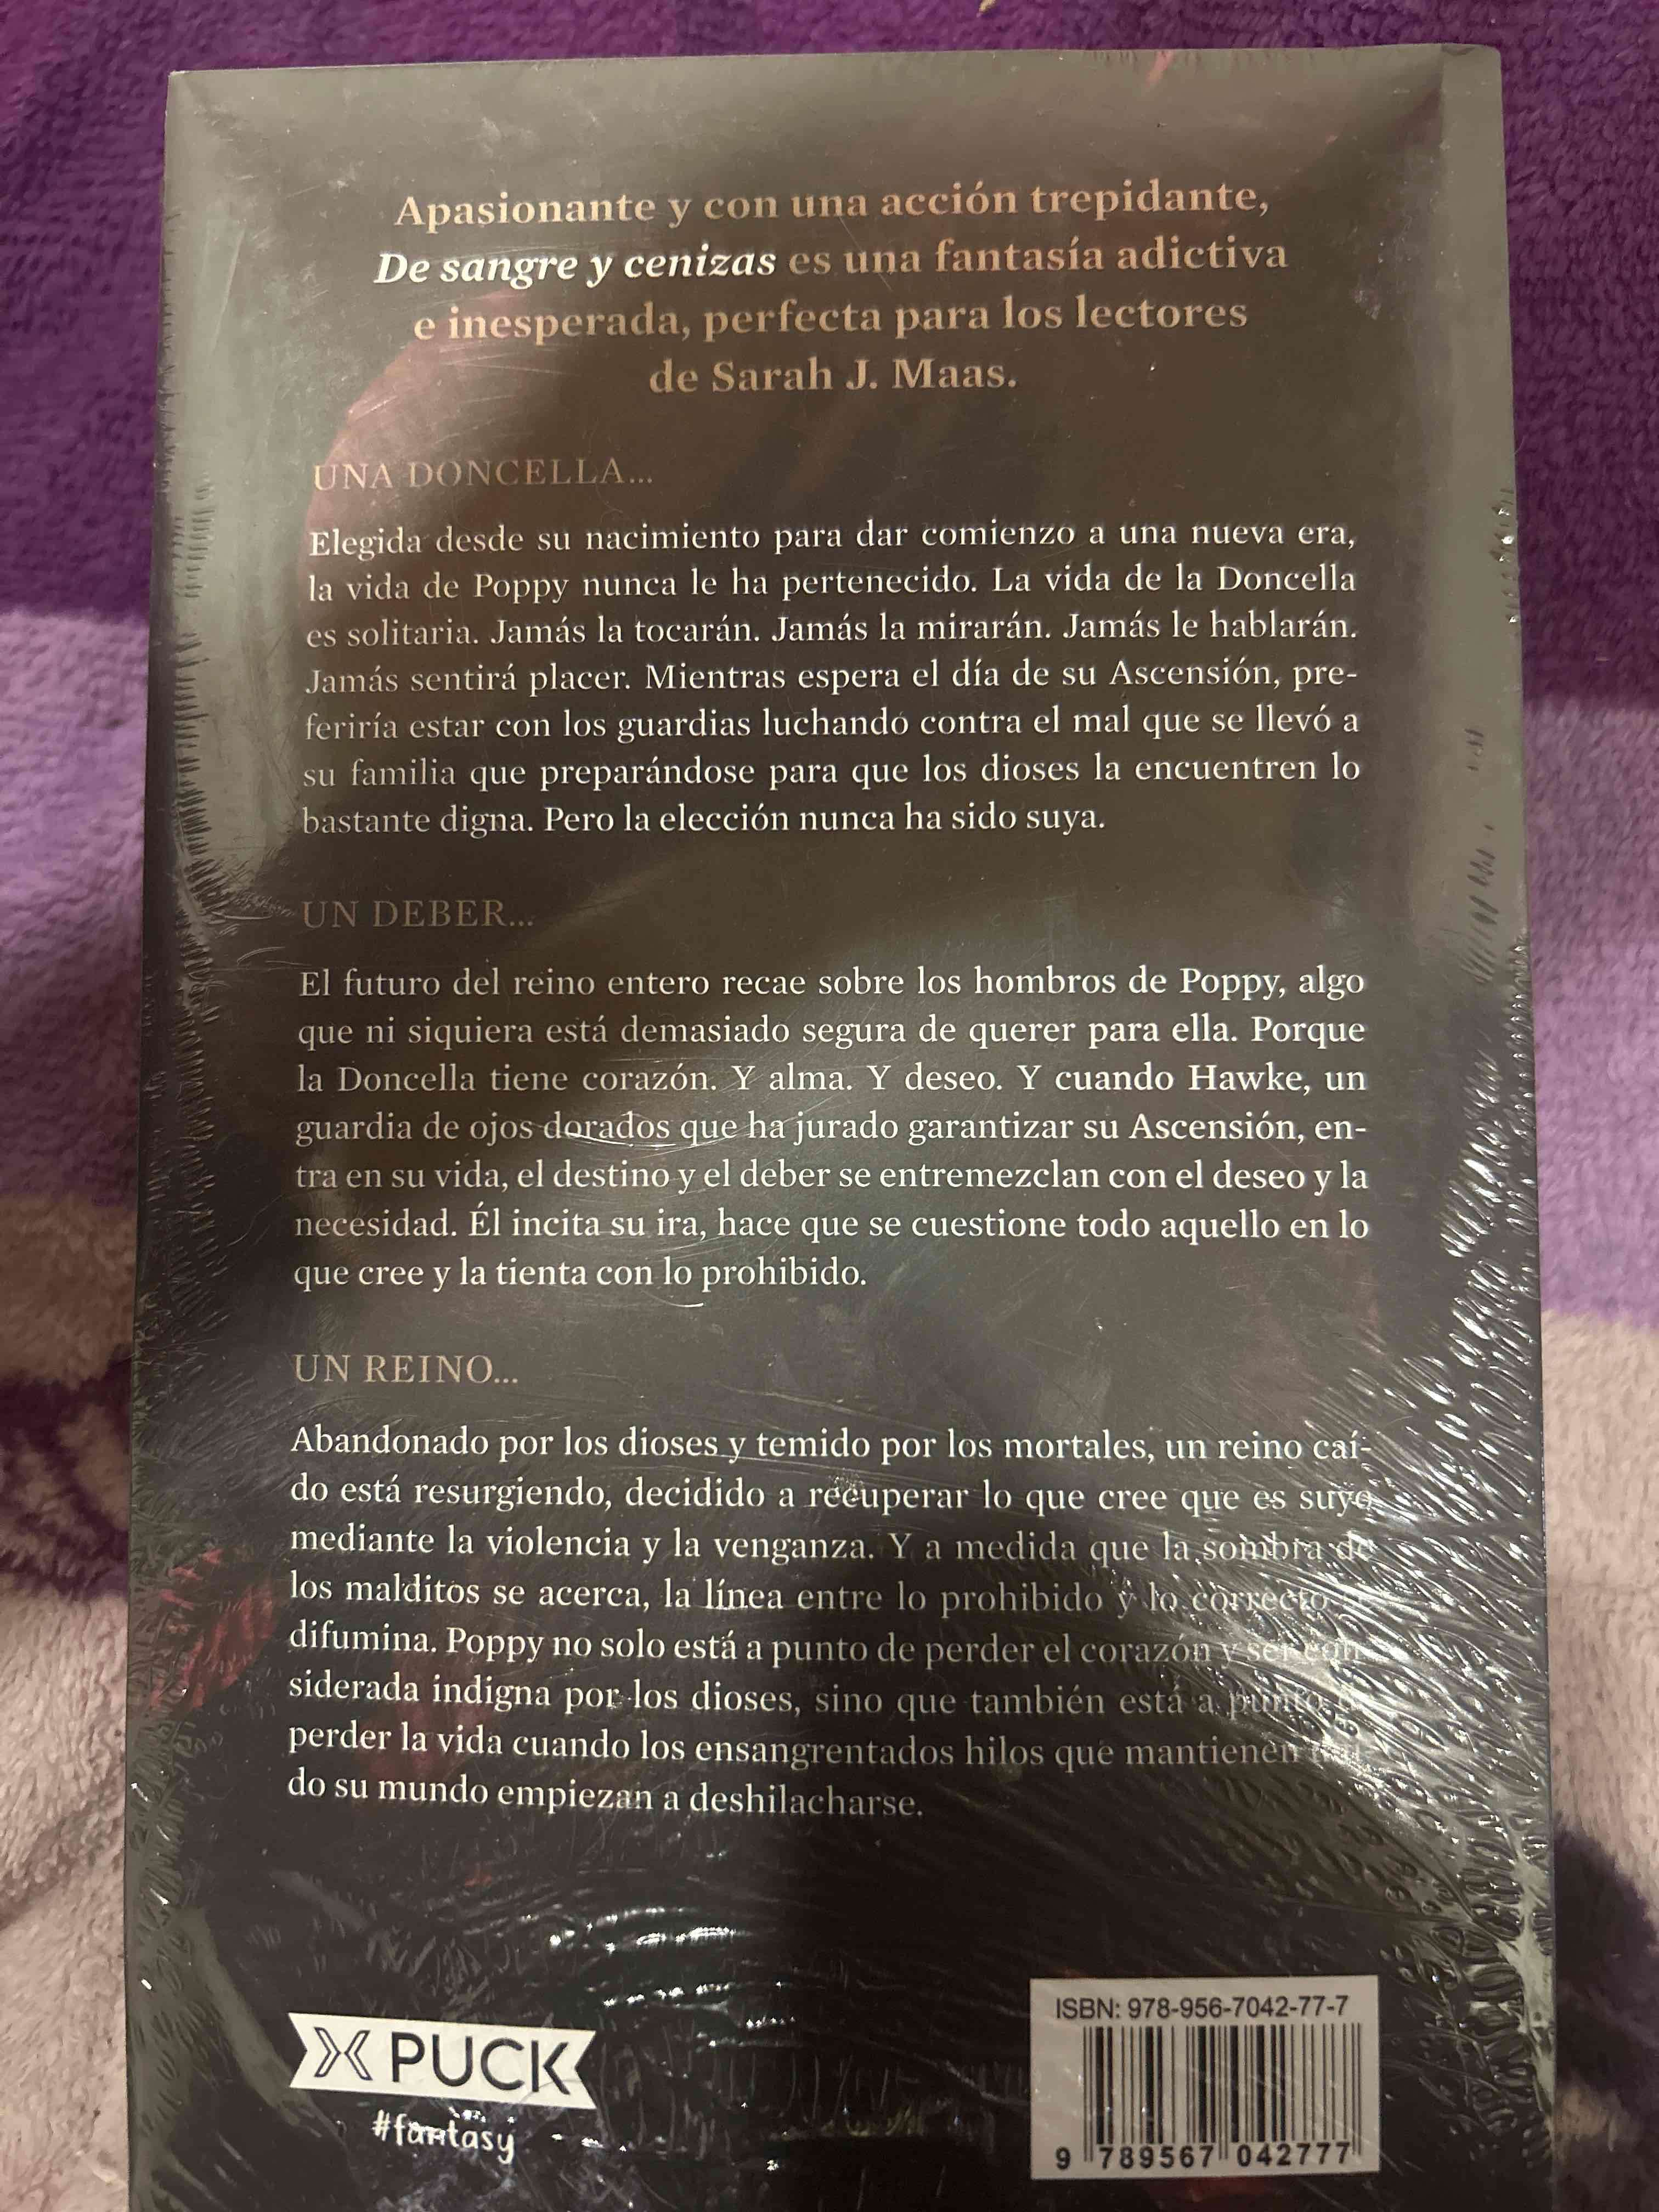 Apasionante y con una acción trepidante,
De sangre y cenizas es una fantasía adictiva
e inesperada, perfecta para los lectores
de Sarah J. Maas.
UNA DONCELLA...
Elegida desde su nacimiento para dar comienzo a una nueva era,
la vida de Poppy nunca le ha pertenecido. La vida de la Doncella
es solitaria. Jamás la tocarán. Jamás la mirarán. Jamás le hablarán.
Jamás sentirá placer. Mientras espera el día de su Ascensión, pre-
feriría estar con los guardias luchando contra el mal que se llevó a
su familia que preparándose para que los dioses la encuentren lo
bastante digna. Pero la elección nunca ha sido suya.
UN DEBER...
El futuro del reino entero recae sobre los hombros de Poppy, algo
que ni siquiera está demasiado segura de querer para ella. Porque
la Doncella tiene corazón. Y alma. Y deseo. Y cuando Hawke, un
guardia de ojos dorados que ha jurado garantizar su Ascensión, en-
tra en su vida, el destino y el deber se entremezclan con el deseo y la
necesidad. Él incita su ira, hace que se cuestione todo aquello en lo
que cree y la tienta con lo prohibido.
UN REINO...
Abandonado por los dioses y temido por los mortales, un reino caí-
do está resurgiendo, decidido a recuperar lo que cree que es suyo
mediante la violencia y la venganza. Y a medida que la sombra de
los malditos se acerca, la línea entre lo prohibido y lo correcto
difumina. Poppy no solo está a punto de perder el corazón y ser con-
siderada indigna por los dioses, sino que también está a punto
perder la vida cuando los ensangrentados hilos que mantienen
do su mundo empiezan a deshilacharse.
PUCK
#fantasy
ISBN: 978-956-7042-77-7
9 789567 042777